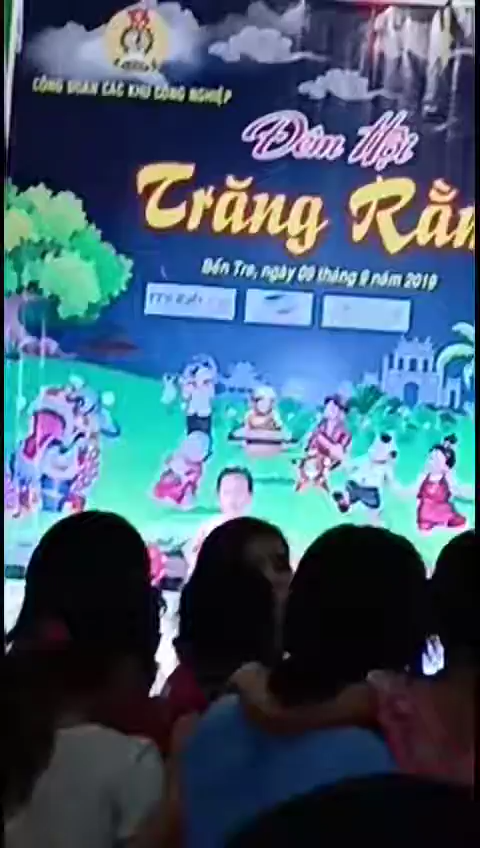 CÔNG ĐOÀN CÁC KHU CÔNG NGHIỆP
Đêm Hội
Trăng Rằm
Bến Tre, ngày 09 tháng 9 năm 2019